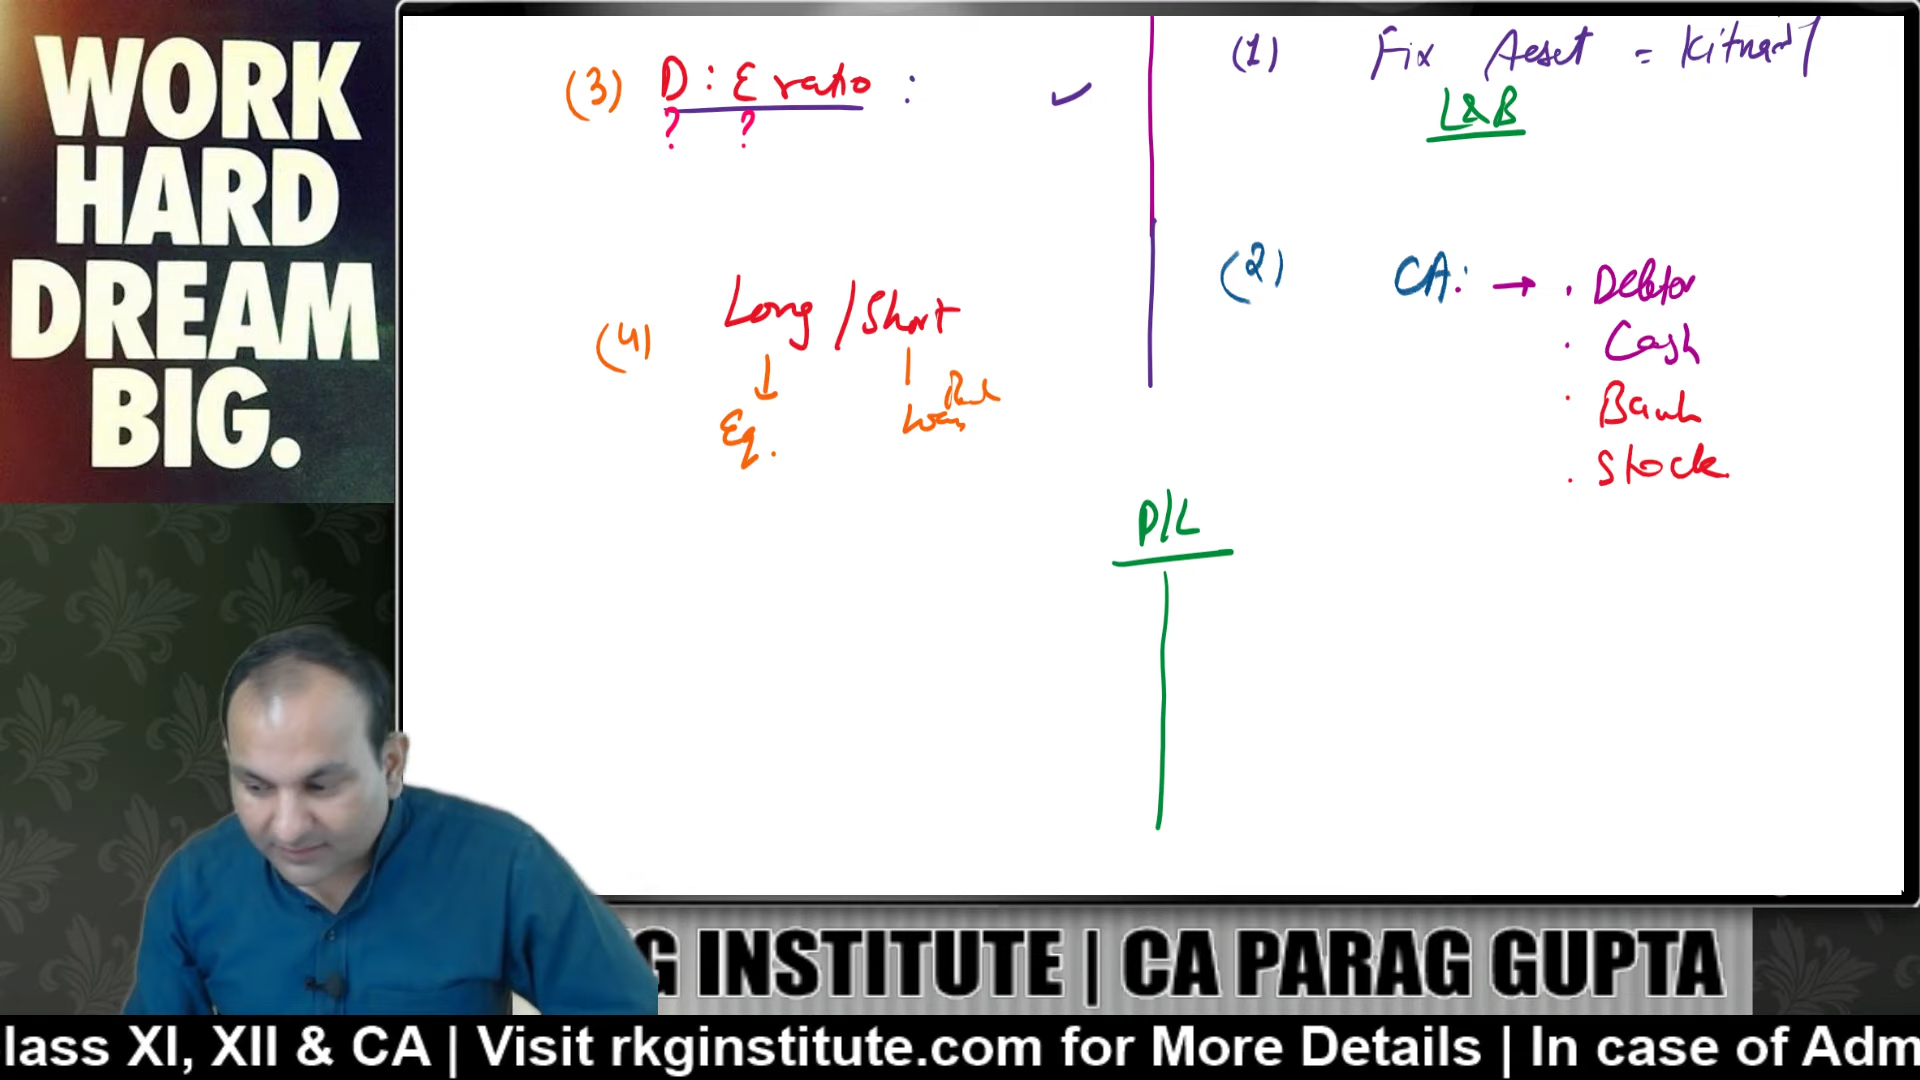 WORK
HARD
DREAM
BIG.
(3) D : E ratio :
? ?
(4) Long / Short
Eq. Loan Bank
(1) Fix Asset = Kitna
L&B
(2) CA: → . Debtor
. Cash
. Bank
. Stock
P/L
G INSTITUTE | CA PARAG GUPTA
lass XI, XII & CA | Visit rkginstitute.com for More Details | In case of Adm